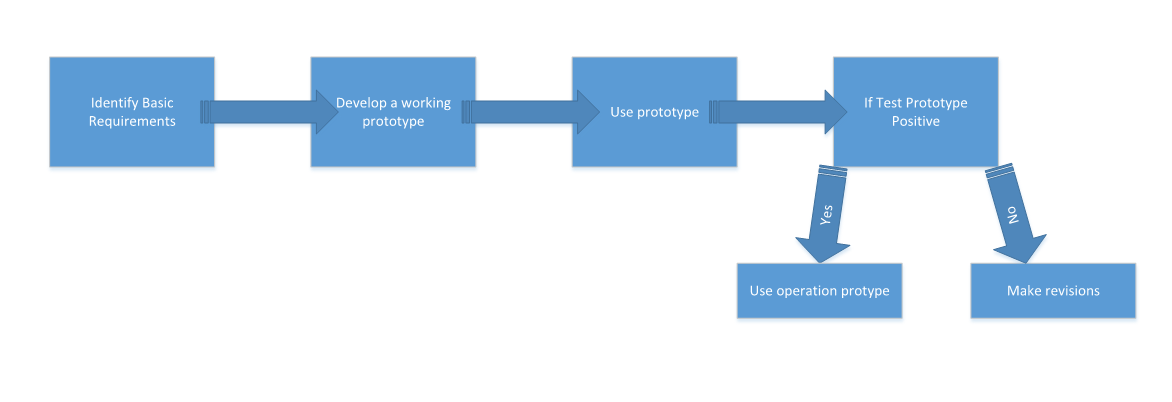 Identify Basic
Requirements
Develop a working
prototype
Use prototype
If Test Prototype
Positive
Yes
No
Use operation protype
Make revisions